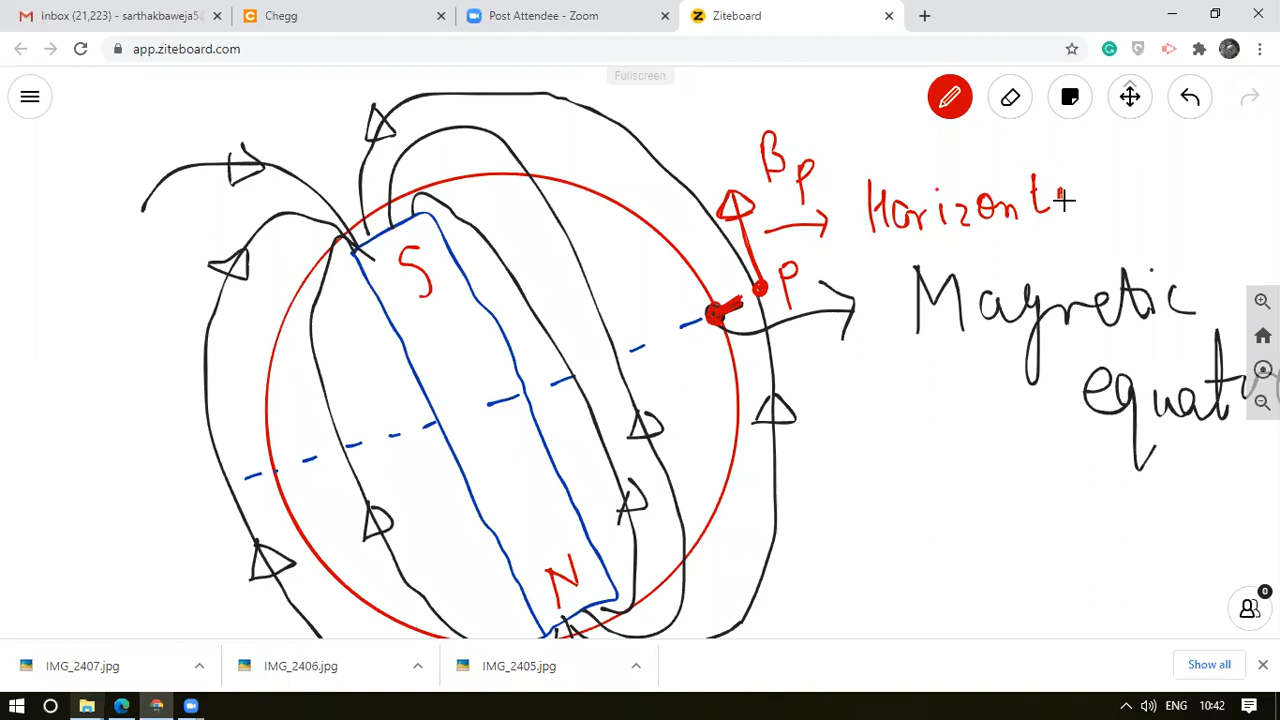 Inbox (21,223) - sarthakbaweja5
Chegg
Post Attendee - Zoom
Ziteboard
app.ziteboard.com
Fullscreen
B P
Horizont
S
P
Magnetic
equat
N
0
IMG_2407.jpg
IMG_2406.jpg
IMG_2405.jpg
Show all
ENG
10:42